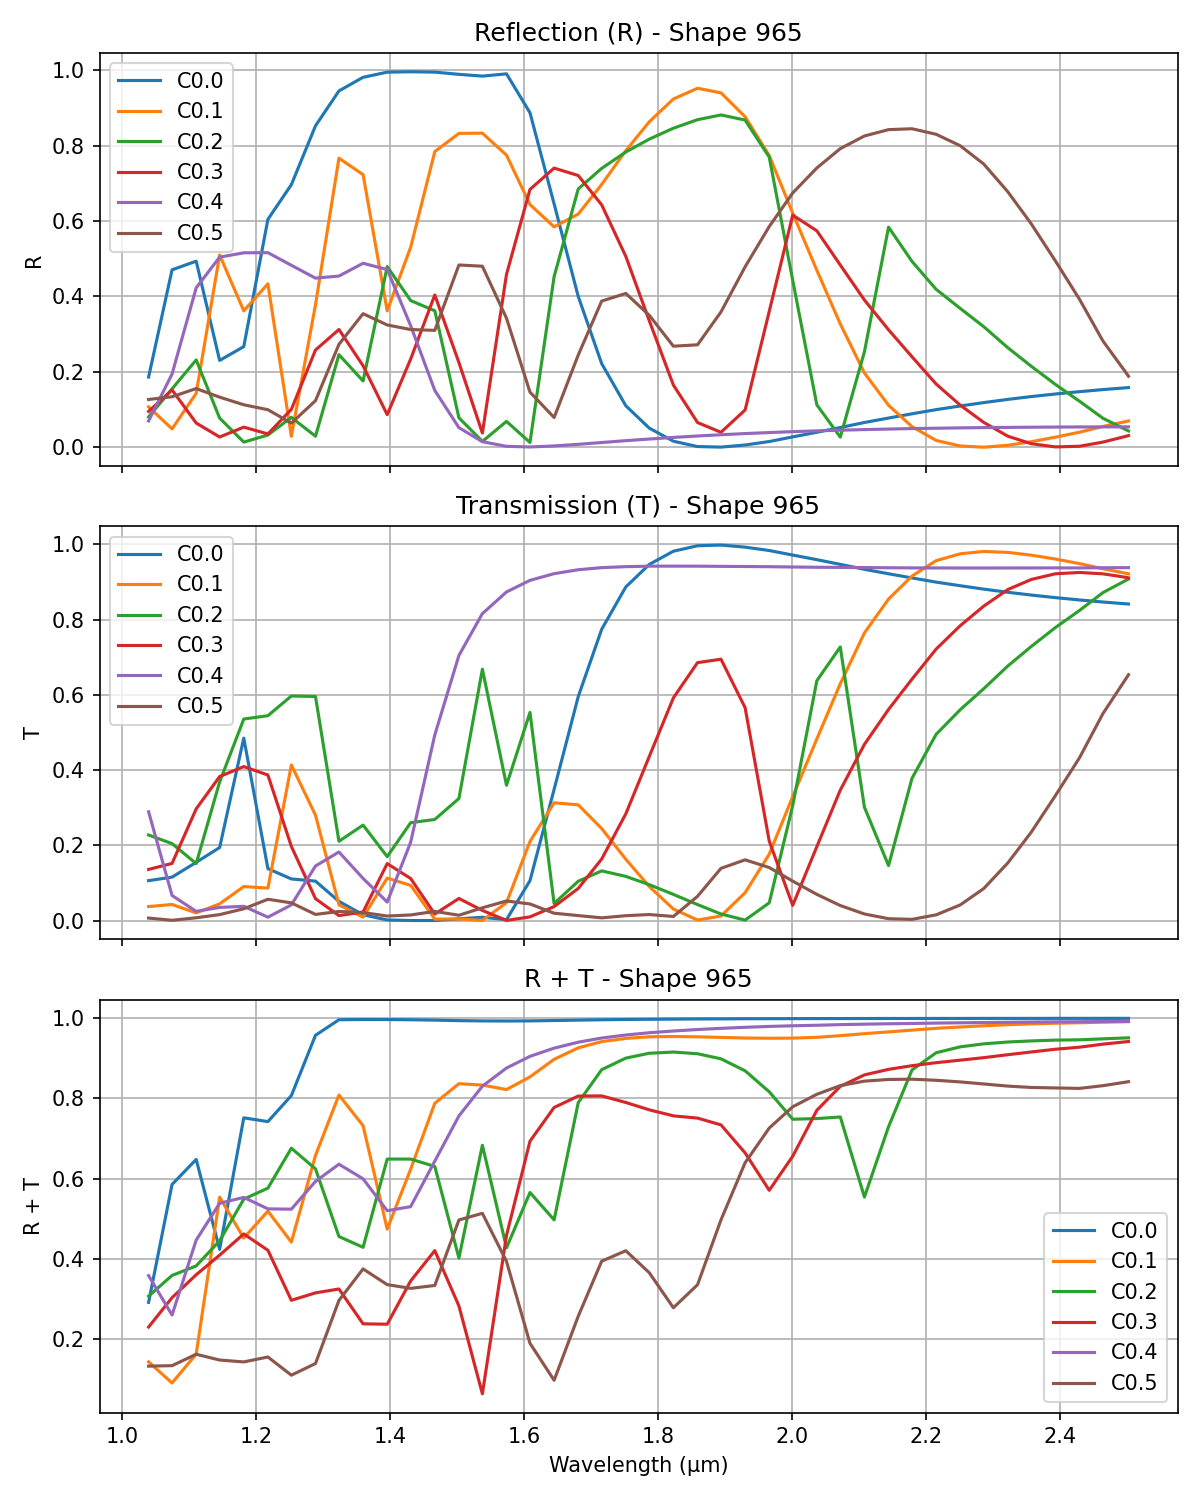 Reflection (R) - Shape 965
1.0
0.8
0.6
0.4
0.2
0.0
R
C0.0
C0.1
C0.2
C0.3
C0.4
C0.5
Transmission (T) - Shape 965
1.0
0.8
0.6
0.4
0.2
0.0
T
C0.0
C0.1
C0.2
C0.3
C0.4
C0.5
R + T - Shape 965
1.0
0.8
0.6
0.4
0.2
R + T
C0.0
C0.1
C0.2
C0.3
C0.4
C0.5
1.0 1.2 1.4 1.6 1.8 2.0 2.2 2.4
Wavelength (μm)